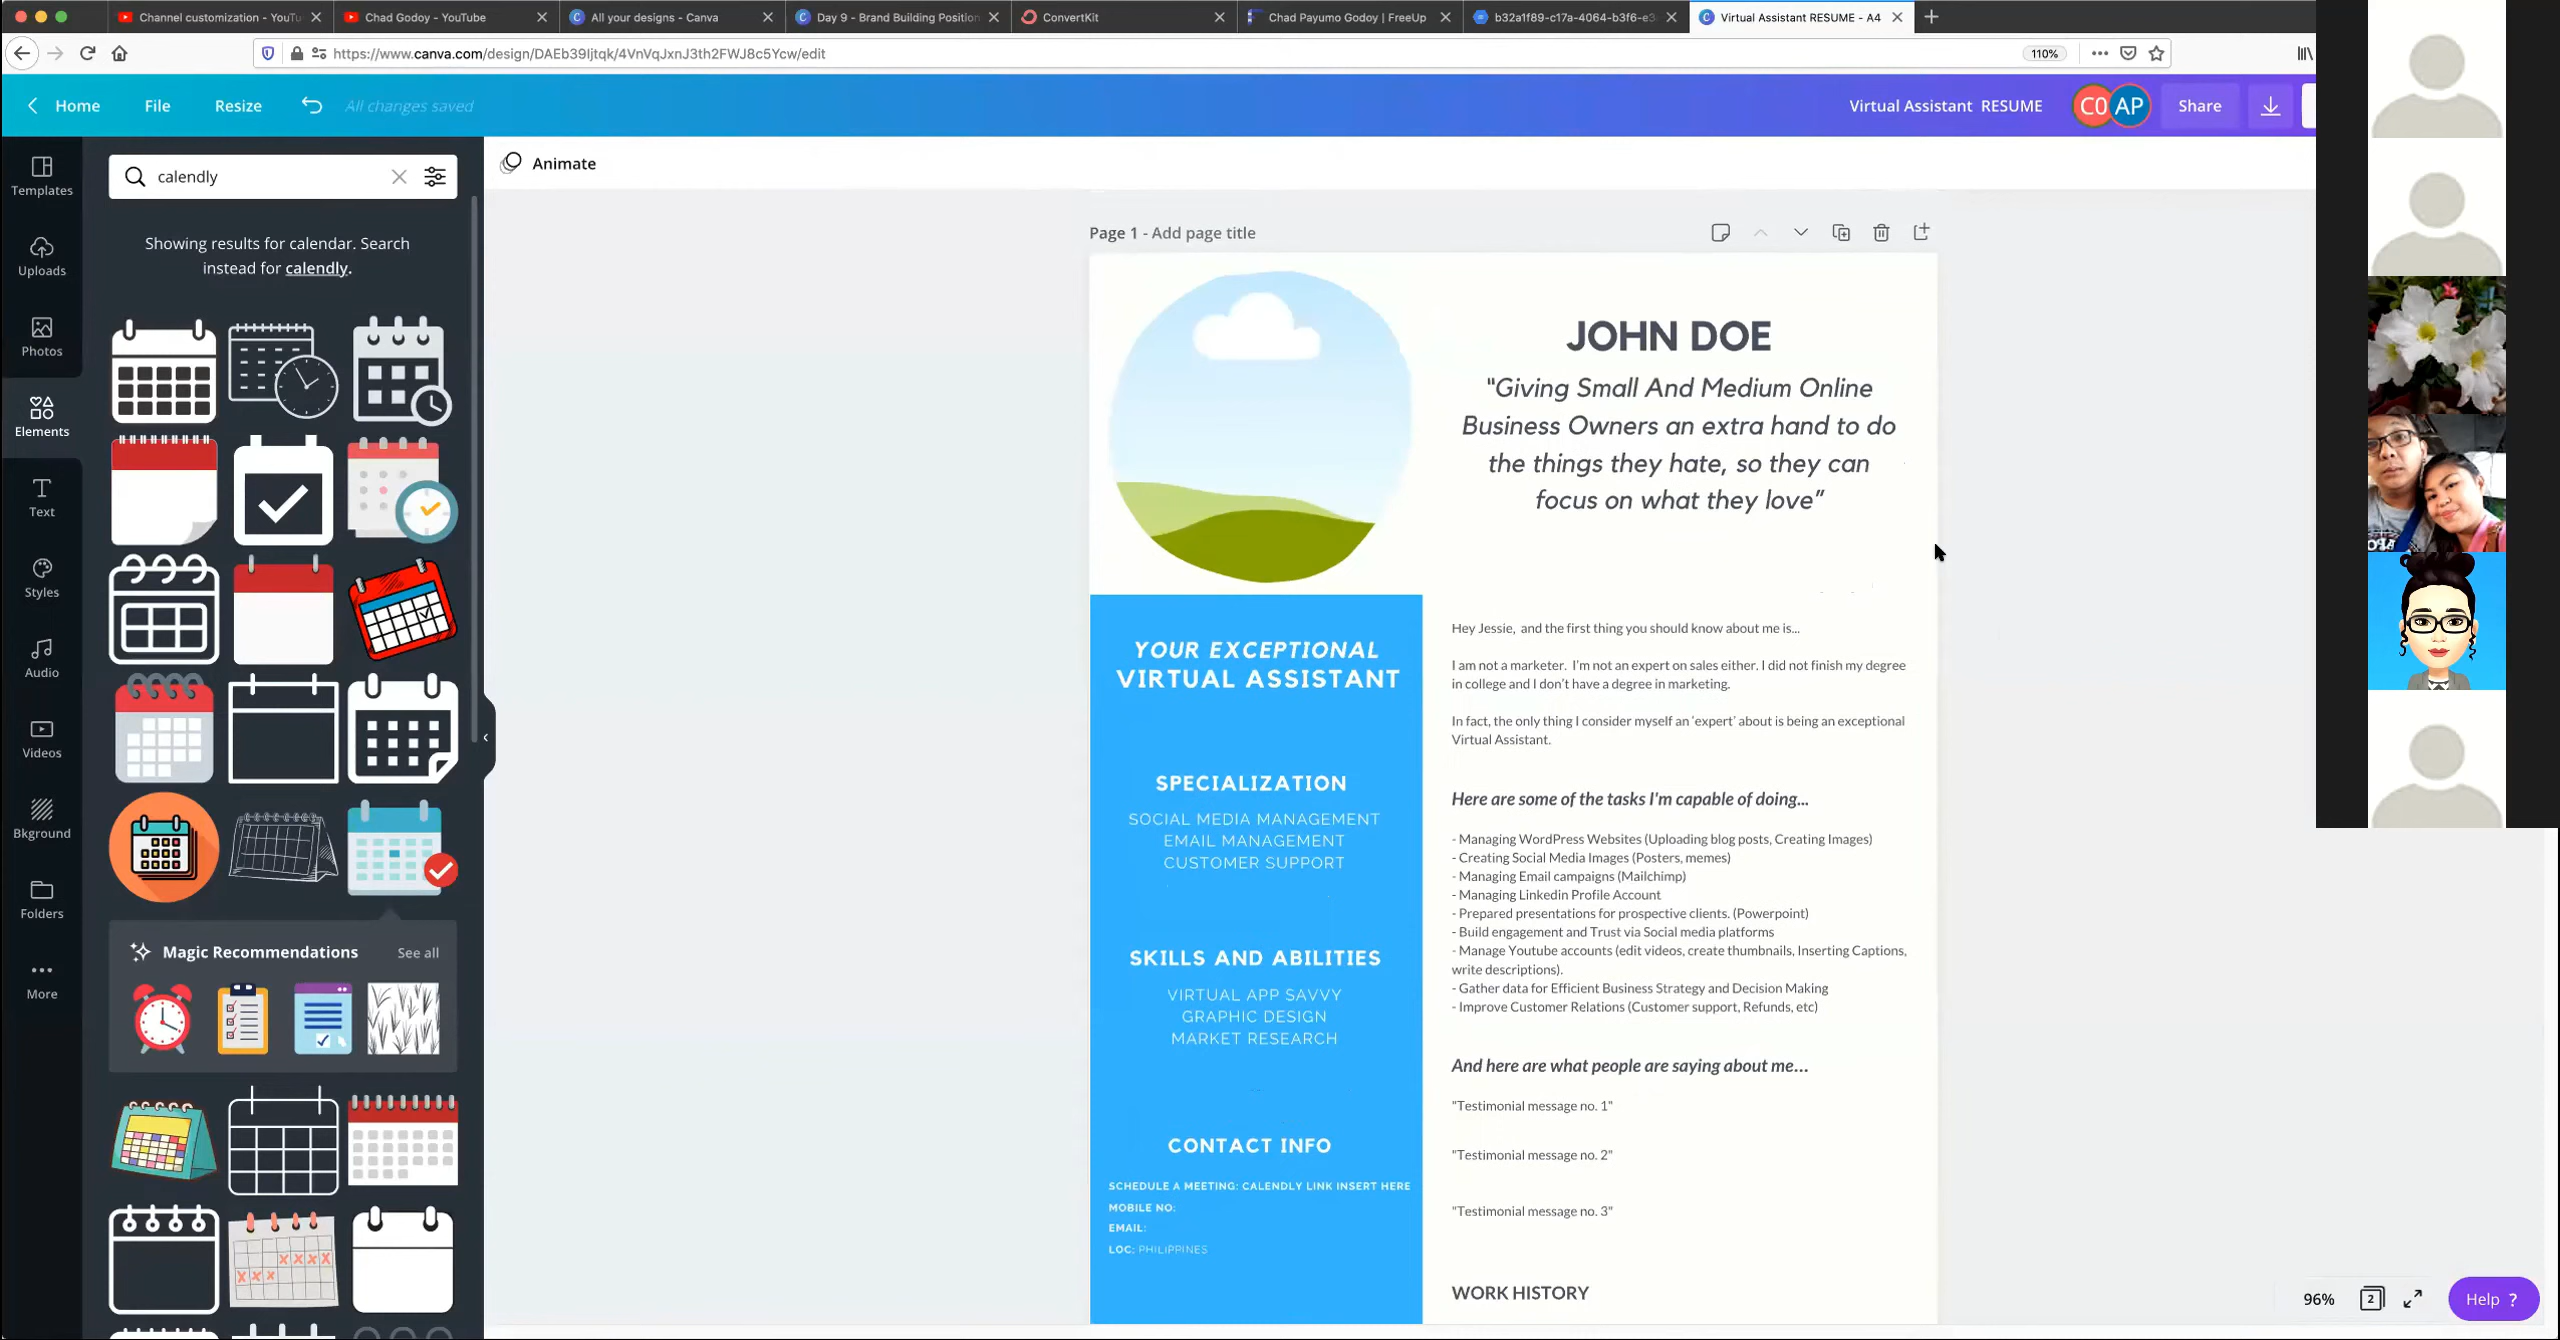 Channel customization - YouTu
Chad Godoy - YouTube
All your designs - Canva
Day 9 - Brand Building Position
ConvertKit
Chad Payumo Godoy | FreeUp
b32a1f89-c17a-4064-b3f6-e3
Virtual Assistant RESUME - A4
https://www.canva.com/design/DAEb39Ijtqk/4VnVqJxnJ3th2FWJ8c5Ycw/edit
110%
Home
File
Resize
All changes saved
Virtual Assistant RESUME
CO
AP
Share
Templates
Uploads
Photos
Elements
Text
Styles
Audio
Videos
Bkground
Folders
More
calendly
Showing results for calendar. Search
instead for calendly.
Magic Recommendations
See all
Animate
Page 1 - Add page title
JOHN DOE
"Giving Small And Medium Online
Business Owners an extra hand to do
the things they hate, so they can
focus on what they love"
YOUR EXCEPTIONAL
VIRTUAL ASSISTANT
SPECIALIZATION
SOCIAL MEDIA MANAGEMENT
EMAIL MANAGEMENT
CUSTOMER SUPPORT
SKILLS AND ABILITIES
VIRTUAL APP SAVVY
GRAPHIC DESIGN
MARKET RESEARCH
CONTACT INFO
SCHEDULE A MEETING: CALENDLY LINK INSERT HERE
MOBILE NO:
EMAIL:
LOC: PHILIPPINES
Hey Jessie, and the first thing you should know about me is...
I am not a marketer. I'm not an expert on sales either. I did not finish my degree
in college and I don't have a degree in marketing.
In fact, the only thing I consider myself an 'expert' about is being an exceptional
Virtual Assistant.
Here are some of the tasks I'm capable of doing...
- Managing WordPress Websites (Uploading blog posts, Creating Images)
- Creating Social Media Images (Posters, memes)
- Managing Email campaigns (Mailchimp)
- Managing Linkedin Profile Account
- Prepared presentations for prospective clients. (Powerpoint)
- Build engagement and Trust via Social media platforms
- Manage Youtube accounts (edit videos, create thumbnails, Inserting Captions,
write descriptions).
- Gather data for Efficient Business Strategy and Decision Making
- Improve Customer Relations (Customer support, Refunds, etc)
And here are what people are saying about me...
"Testimonial message no. 1"
"Testimonial message no. 2"
"Testimonial message no. 3"
WORK HISTORY
96%
2
Help ?